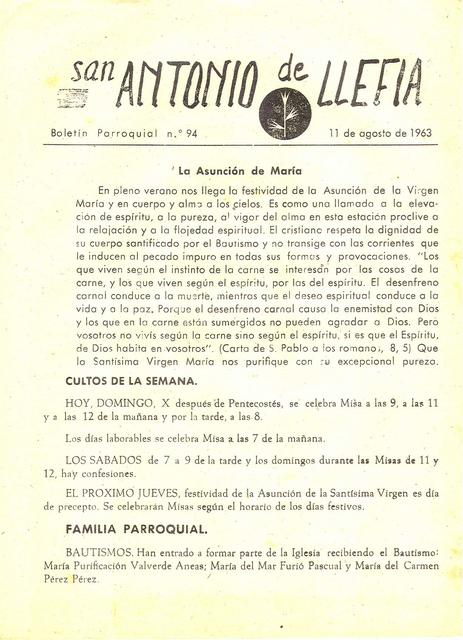 san ANTONIO de LLEFIA
Boletín Parroquial n.° 94 11 de agosto de 1963
La Asunción de María
En pleno verano nos llega la festividad de la Asunción de la Virgen
María y en cuerpo y alma a los cielos. Es como una llamada a la eleva-
ción de espíritu, a la pureza, al vigor del alma en esta estación proclive a
la relajación y a la flojedad espiritual. El cristiano respeta la dignidad de
su cuerpo santificado por el Bautismo y no transige con las corrientes que
le inducen al pecado impuro en todas sus formas y provocaciones. "Los
que viven según el instinto de la carne se interesan por las cosas de la
carne, y los que viven según el espíritu, por las del espíritu. El desenfreno
carnal conduce a la muerte, mientras que el deseo espiritual conduce a la
vida y a la paz. Porque el desenfreno carnal causa la enemistad con Dios
y los que en la carne están sumergidos no pueden agradar a Dios. Pero
vosotros no vivís según la carne sino según el espíritu, si es que el Espíritu,
de Dios habita en vosotros". (Carta de S. Pablo a los romanos, 8, 5) Que
la Santísima Virgen María nos purifique con su excepcional pureza.
CULTOS DE LA SEMANA.
HOY, DOMINGO, X después de Pentecostés, se celebra Misa a las 9, a las 11
y a las 12 de la mañana y por la tarde, a las 8.
Los días laborables se celebra Misa a las 7 de la mañana.
LOS SABADOS de 7 a 9 de la tarde y los domingos durante las Misas de 11 y
12, hay confesiones.
EL PROXIMO JUEVES, festividad de la Asunción de la Santísima Virgen es día
de precepto. Se celebrarán Misas según el horario de los días festivos.
FAMILIA PARROQUIAL.
BAUTISMOS. Han entrado a formar parte de la Iglesia recibiendo el Bautismo:
María Purificación Valverde Aneas; María del Mar Furió Pascual y María del Carmen
Pérez Pérez.